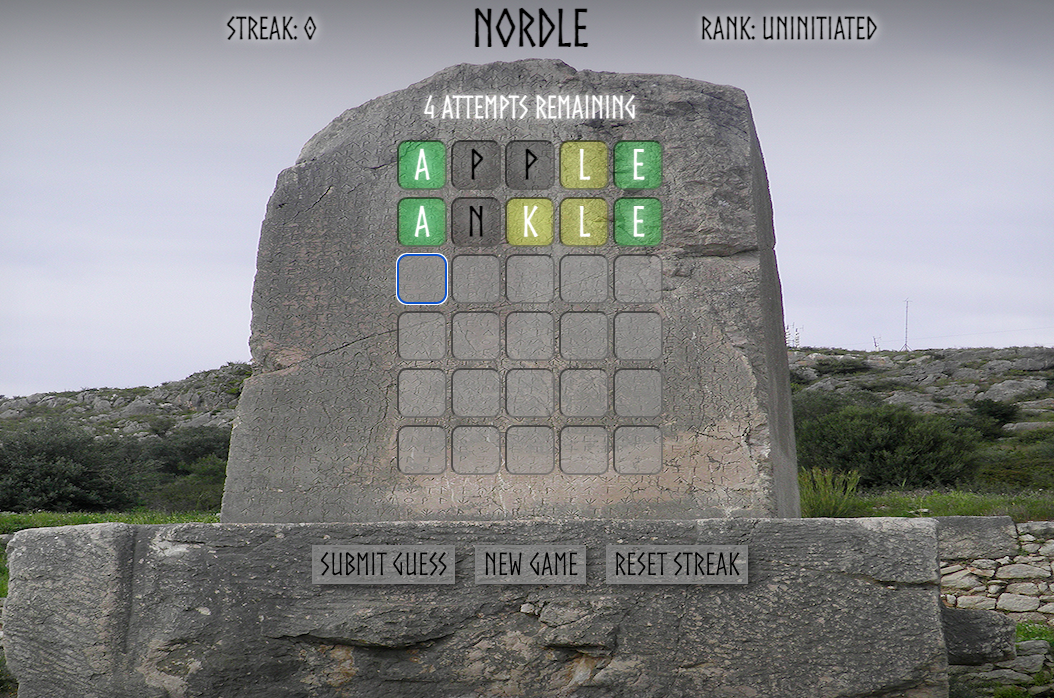 STREAK: 0
NORDLE
RANK: UNINITIATED
4 ATTEMPTS REMAINING
APPLE
ANKLE
SUBMIT GUESS
NEW GAME
RESET STREAK